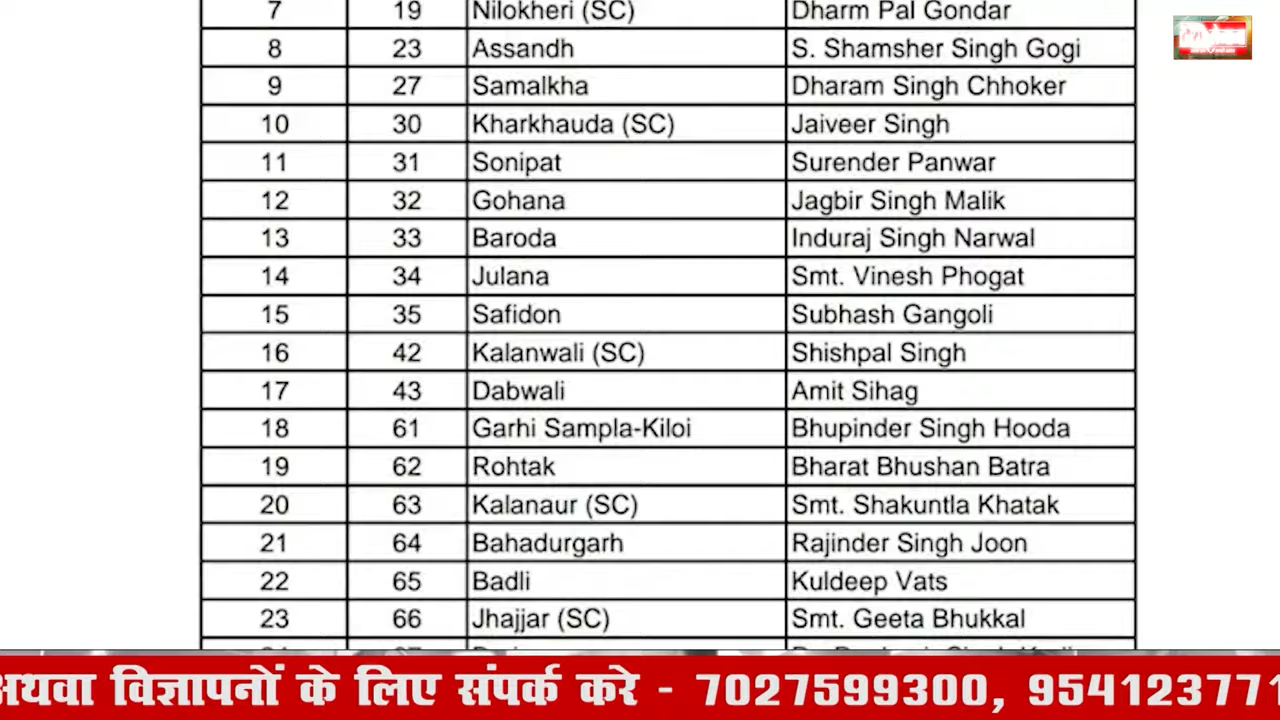 7 19 Nilokheri (SC) Dharm Pal Gondar
8 23 Assandh S. Shamsher Singh Gogi
9 27 Samalkha Dharam Singh Chhoker
10 30 Kharkhauda (SC) Jaiveer Singh
11 31 Sonipat Surender Panwar
12 32 Gohana Jagbir Singh Malik
13 33 Baroda Induraj Singh Narwal
14 34 Julana Smt. Vinesh Phogat
15 35 Safidon Subhash Gangoli
16 42 Kalanwali (SC) Shishpal Singh
17 43 Dabwali Amit Sihag
18 61 Garhi Sampla-Kiloi Bhupinder Singh Hooda
19 62 Rohtak Bharat Bhushan Batra
20 63 Kalanaur (SC) Smt. Shakuntla Khatak
21 64 Bahadurgarh Rajinder Singh Joon
22 65 Badli Kuldeep Vats
23 66 Jhajjar (SC) Smt. Geeta Bhukkal
अथवा विज्ञापनों के लिए संपर्क करे - 7027599300, 954123771